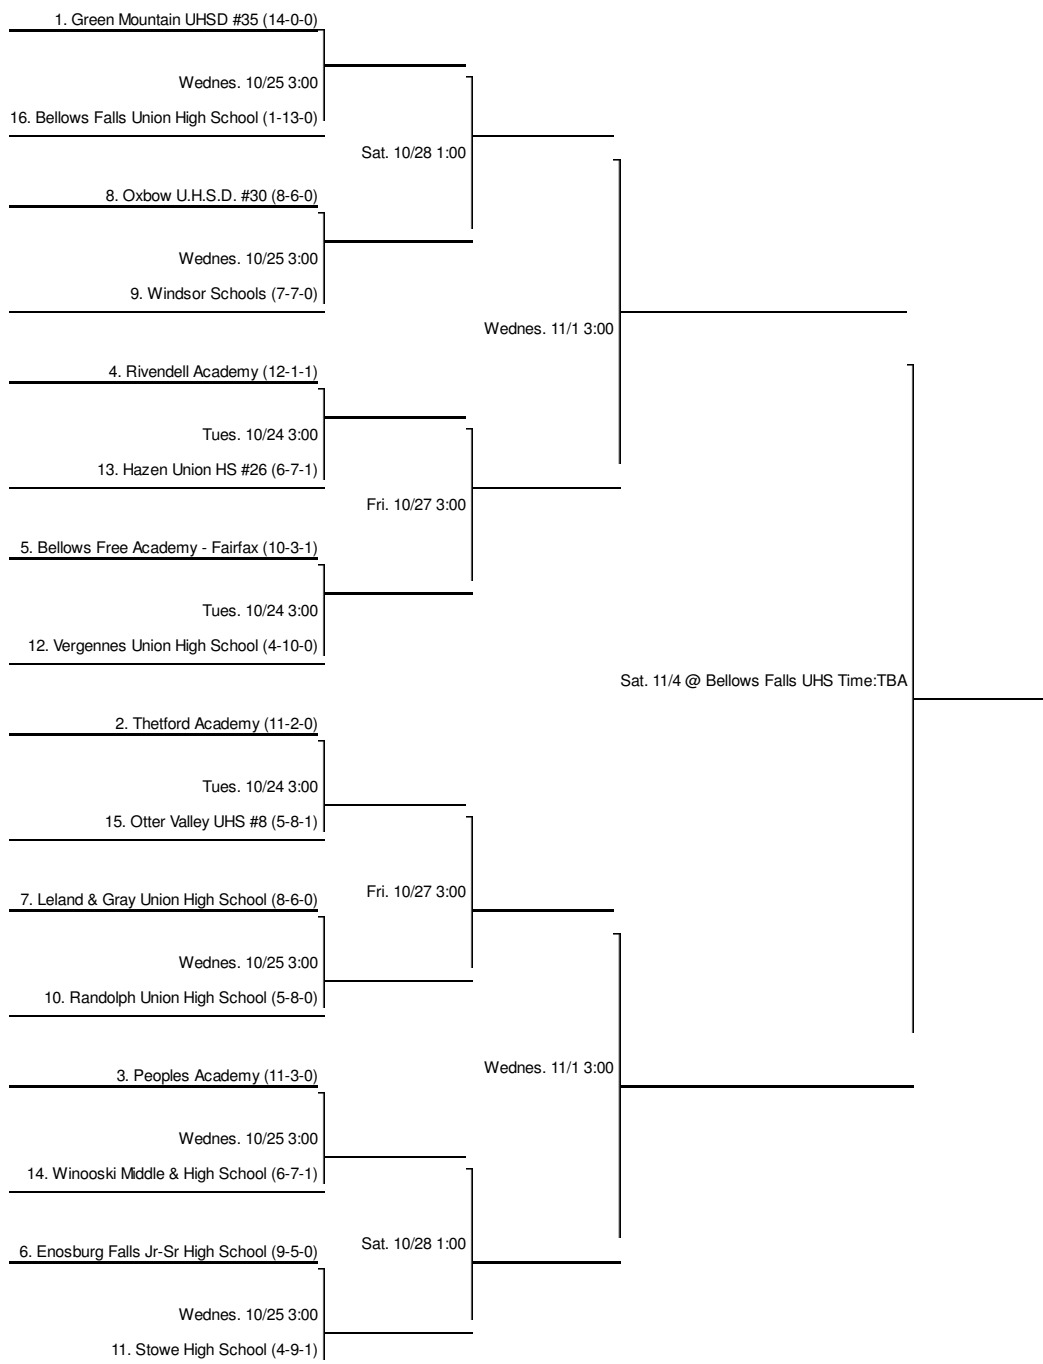 1. Green Mountain UHSD #35 (14-0-0)
Wednes. 10/25 3:00
16. Bellows Falls Union High School (1-13-0)
Sat. 10/28 1:00
8. Oxbow U.H.S.D. #30 (8-6-0)
Wednes. 10/25 3:00
9. Windsor Schools (7-7-0)
Wednes. 11/1 3:00
4. Rivendell Academy (12-1-1)
Tues. 10/24 3:00
13. Hazen Union HS #26 (6-7-1)
Fri. 10/27 3:00
5. Bellows Free Academy - Fairfax (10-3-1)
Tues. 10/24 3:00
12. Vergennes Union High School (4-10-0)
Sat. 11/4 @ Bellows Falls UHS Time:TBA
2. Thetford Academy (11-2-0)
Tues. 10/24 3:00
15. Otter Valley UHS #8 (5-8-1)
Fri. 10/27 3:00
7. Leland & Gray Union High School (8-6-0)
Wednes. 10/25 3:00
10. Randolph Union High School (5-8-0)
Wednes. 11/1 3:00
3. Peoples Academy (11-3-0)
Wednes. 10/25 3:00
14. Winooski Middle & High School (6-7-1)
Sat. 10/28 1:00
6. Enosburg Falls Jr-Sr High School (9-5-0)
Wednes. 10/25 3:00
11. Stowe High School (4-9-1)